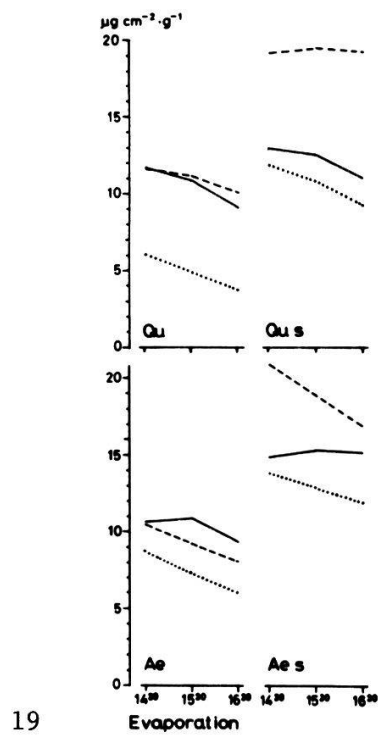 µg cm⁻²·g⁻¹
20
15
10
5
0
Qu
Qu s
20
15
10
5
0
Ae
Ae s
14³⁰ 15³⁰ 16³⁰ 14³⁰ 15³⁰ 16³⁰
19 Evaporation